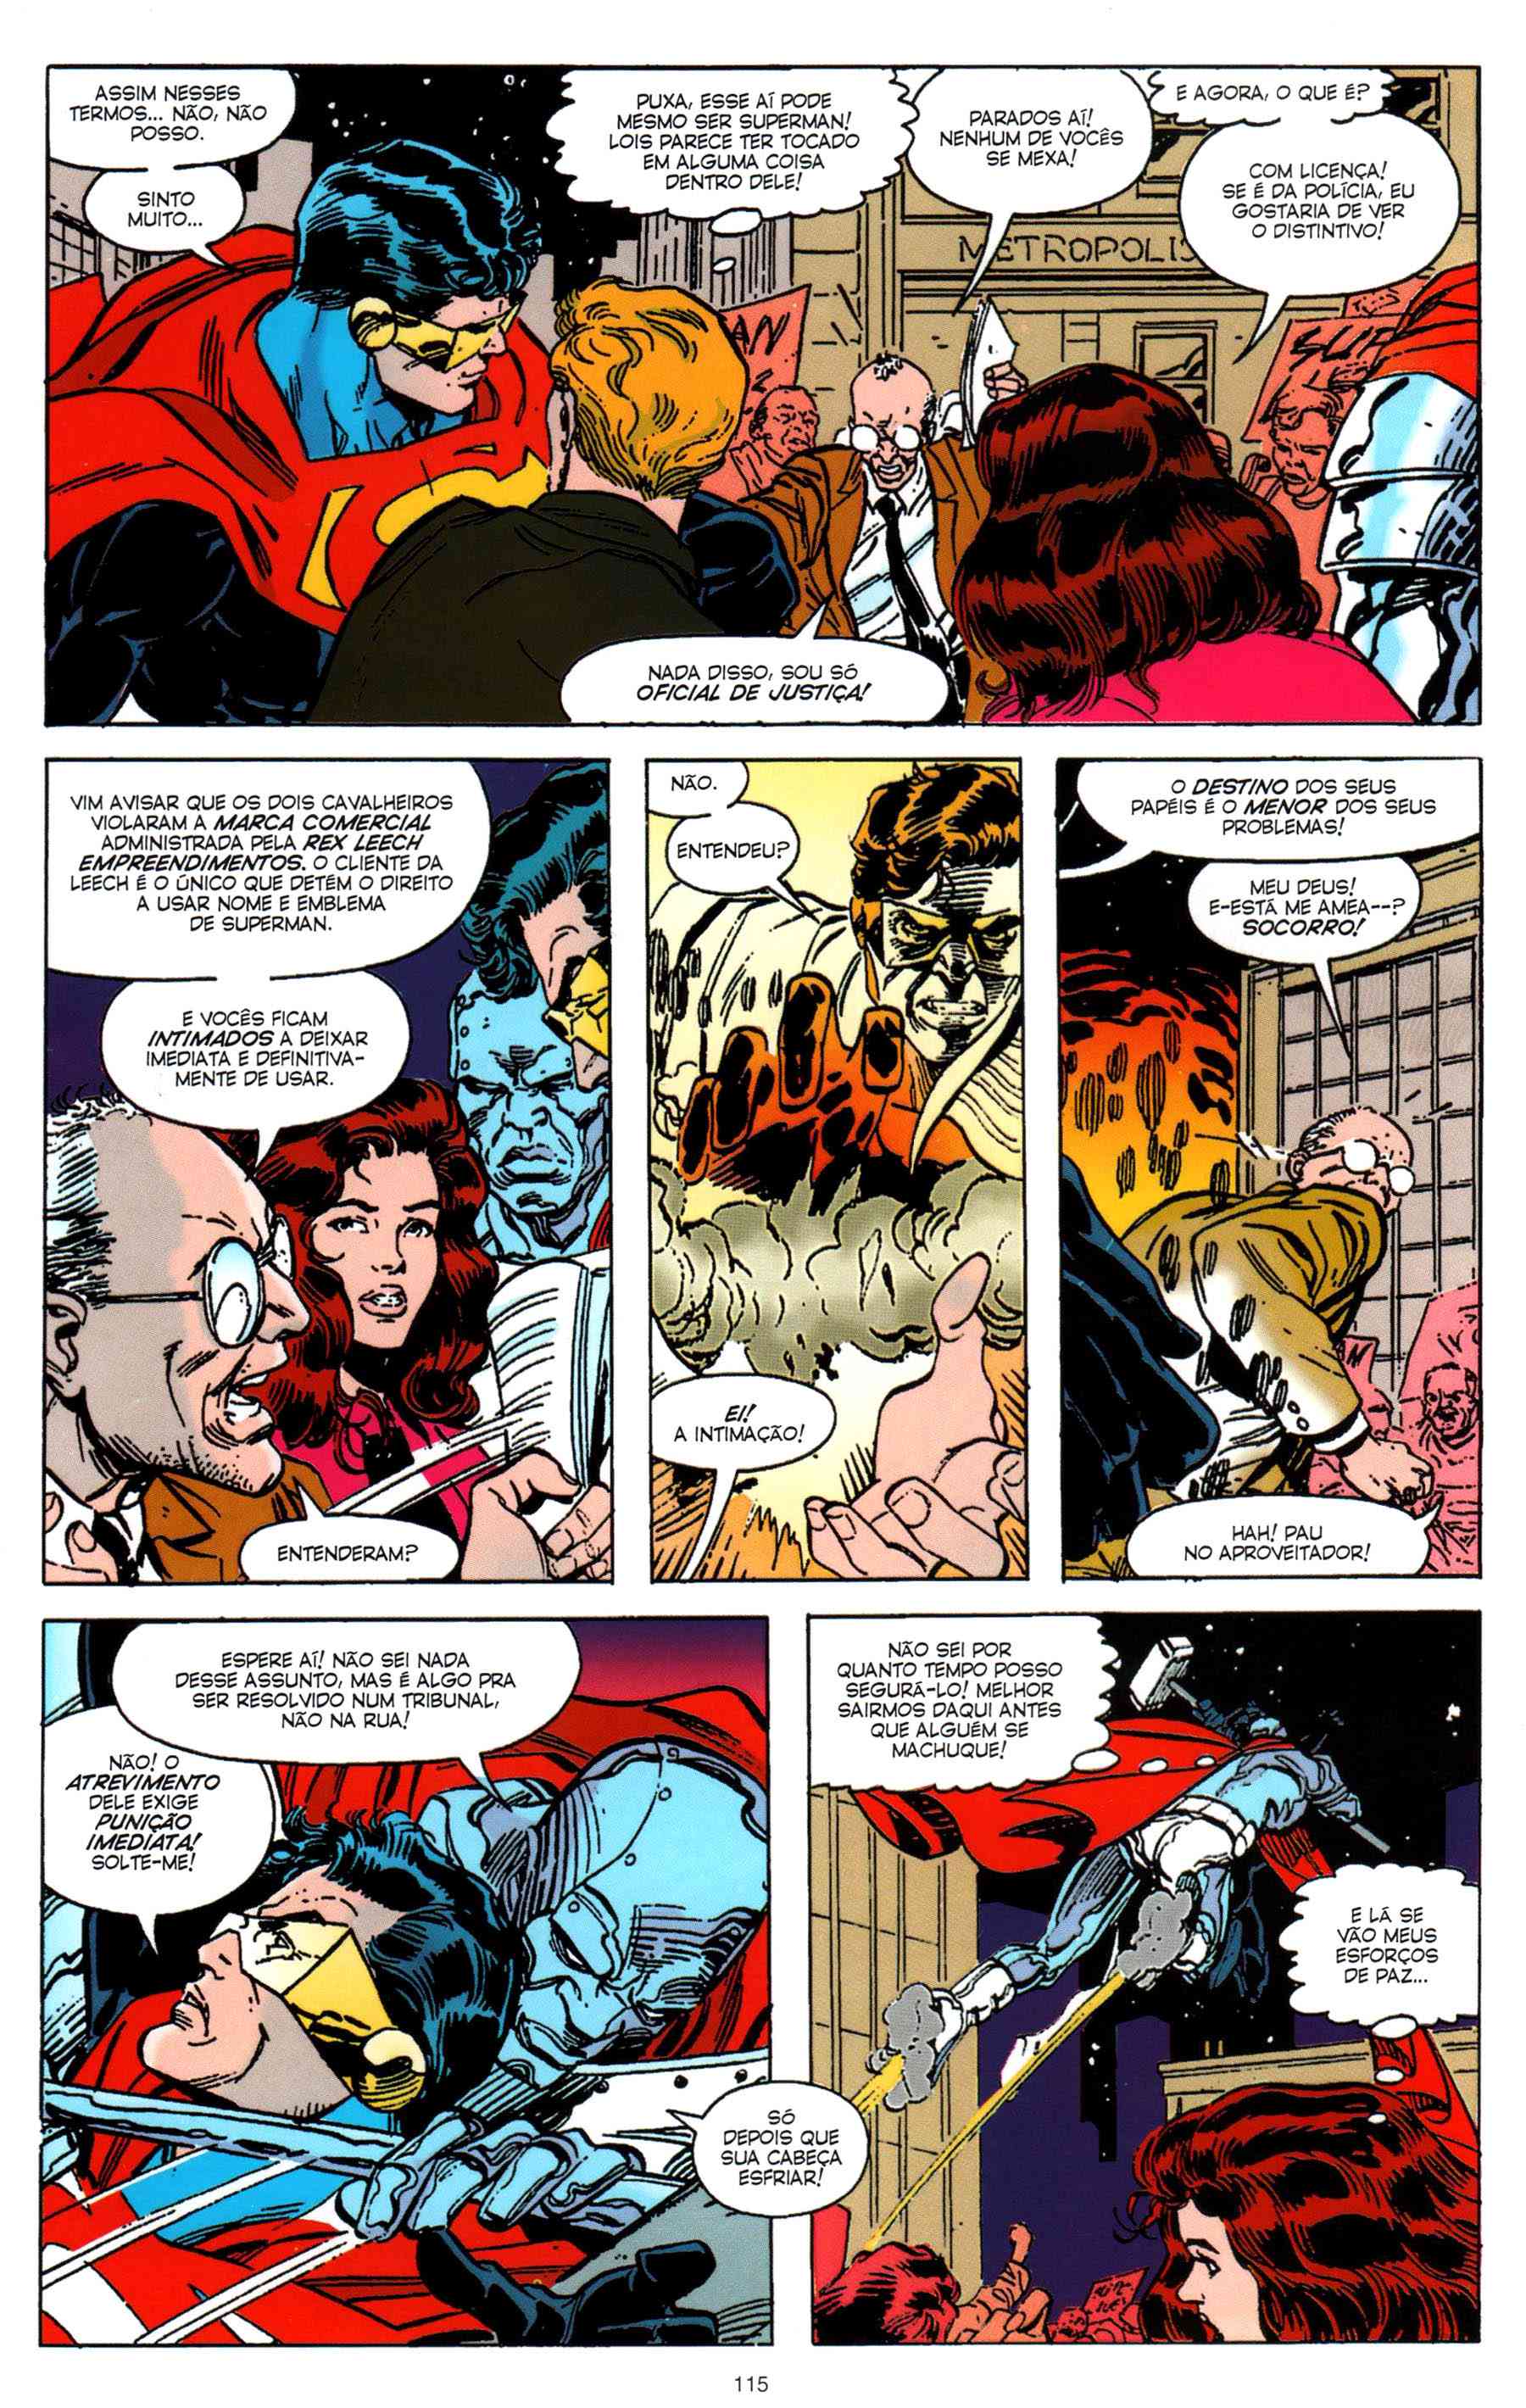 ASSIM NESSES
TERMOS... NÃO, NÃO
POSSO.
SINTO
MUITO...
PUXA, ESSE AÍ PODE
MESMO SER SUPERMAN!
LOIS PARECE TER TOCADO
EM ALGUMA COISA
DENTRO DELE!
PARADOS AÍ!
NENHUM DE VOCÊS
SE MEXA!
E AGORA, O QUE É?
COM LICENÇA!
SE É DA POLÍCIA, EU
GOSTARIA DE VER
O DISTINTIVO!
METROPOLIS
AN
SUP
NADA DISSO, SOU SÓ
OFICIAL DE JUSTIÇA!
VIM AVISAR QUE OS DOIS CAVALHEIROS
VIOLARAM A MARCA COMERCIAL
ADMINISTRADA PELA REX LEECH
EMPREENDIMENTOS. O CLIENTE DA
LEECH É O ÚNICO QUE DETÉM O DIREITO
A USAR NOME E EMBLEMA
DE SUPERMAN.
E VOCÊS FICAM
INTIMADOS A DEIXAR
IMEDIATA E DEFINITIVA-
MENTE DE USAR.
ENTENDERAM?
NÃO.
ENTENDEU?
EI!
A INTIMAÇÃO!
O DESTINO DOS SEUS
PAPÉIS É O MENOR DOS SEUS
PROBLEMAS!
MEU DEUS!
E-ESTÁ ME AMEA--?
SOCORRO!
HAH! PAU
NO APROVEITADOR!
ESPERE AÍ! NÃO SEI NADA
DESSE ASSUNTO, MAS É ALGO PRA
SER RESOLVIDO NUM TRIBUNAL,
NÃO NA RUA!
NÃO! O
ATREVIMENTO
DELE EXIGE
PUNIÇÃO
IMEDIATA!
SOLTE-ME!
SÓ
DEPOIS QUE
SUA CABEÇA
ESFRIAR!
NÃO SEI POR
QUANTO TEMPO POSSO
SEGURÁ-LO! MELHOR
SAIRMOS DAQUI ANTES
QUE ALGUÉM SE
MACHUQUE!
E LÁ SE
VÃO MEUS
ESFORÇOS
DE PAZ...
115